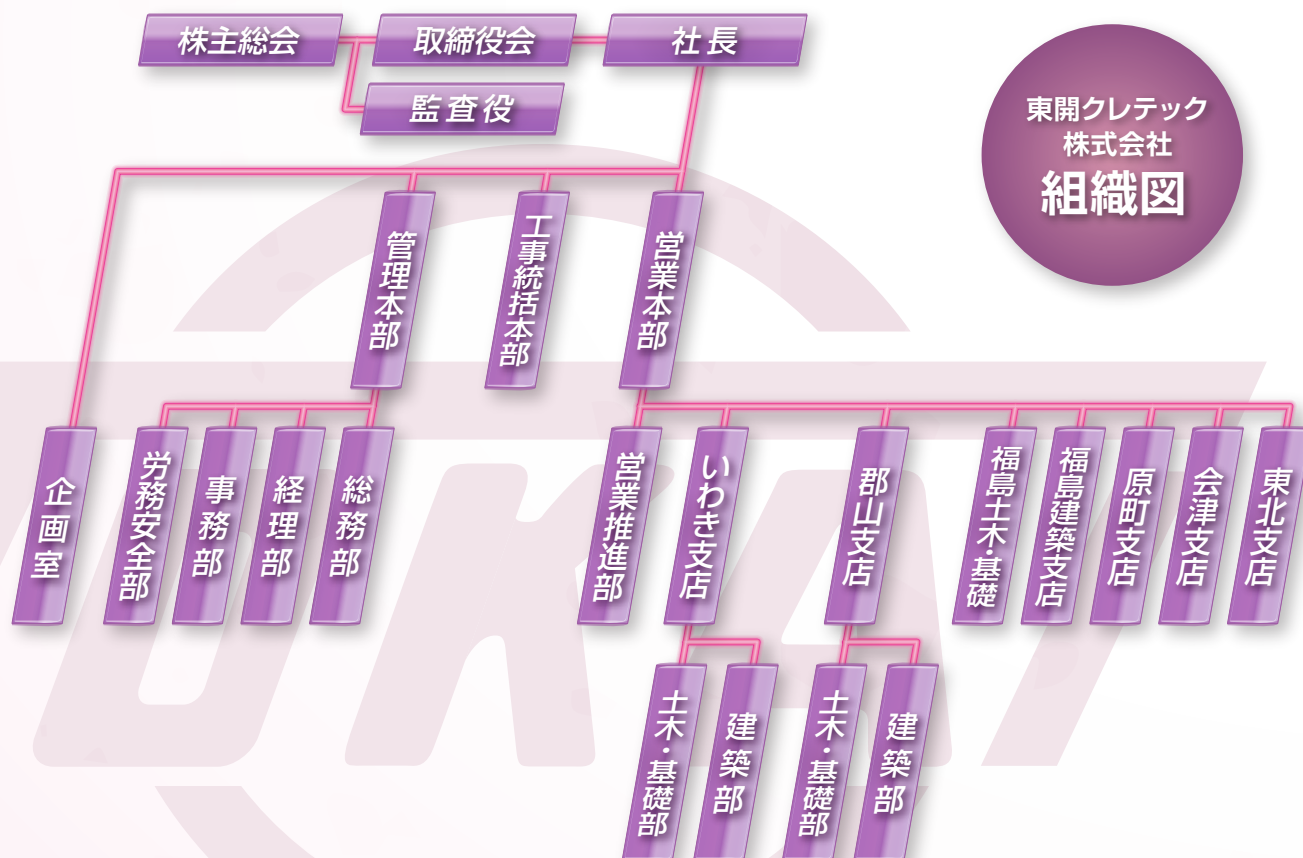 株主総会
取締役会
社長
監査役
東開クレテック
株式会社
組織図
管理本部
工事統括本部
営業本部
企画室
労務安全部
事務部
経理部
総務部
営業推進部
いわき支店
郡山支店
福島土木・基礎
福島建築支店
原町支店
会津支店
東北支店
土木・基礎部
建築部
土木・基礎部
建築部
TOKAI